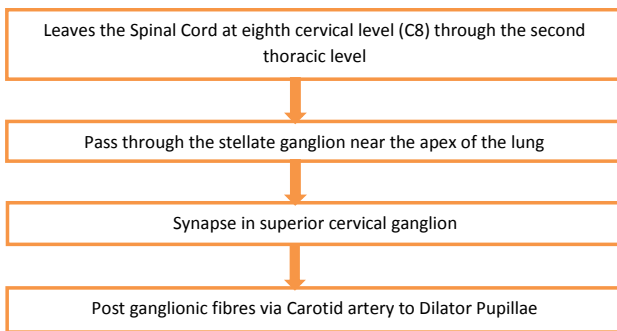 Leaves the Spinal Cord at eighth cervical level (C8) through the second
thoracic level
Pass through the stellate ganglion near the apex of the lung
Synapse in superior cervical ganglion
Post ganglionic fibres via Carotid artery to Dilator Pupillae